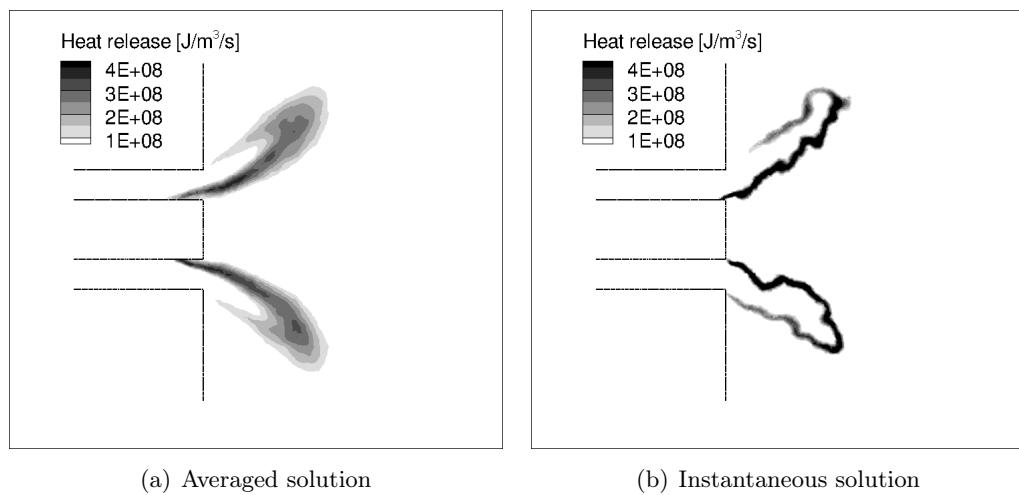 Heat release [J/m³/s]
4E+08
3E+08
2E+08
1E+08
Heat release [J/m³/s]
4E+08
3E+08
2E+08
1E+08
(a) Averaged solution
(b) Instantaneous solution